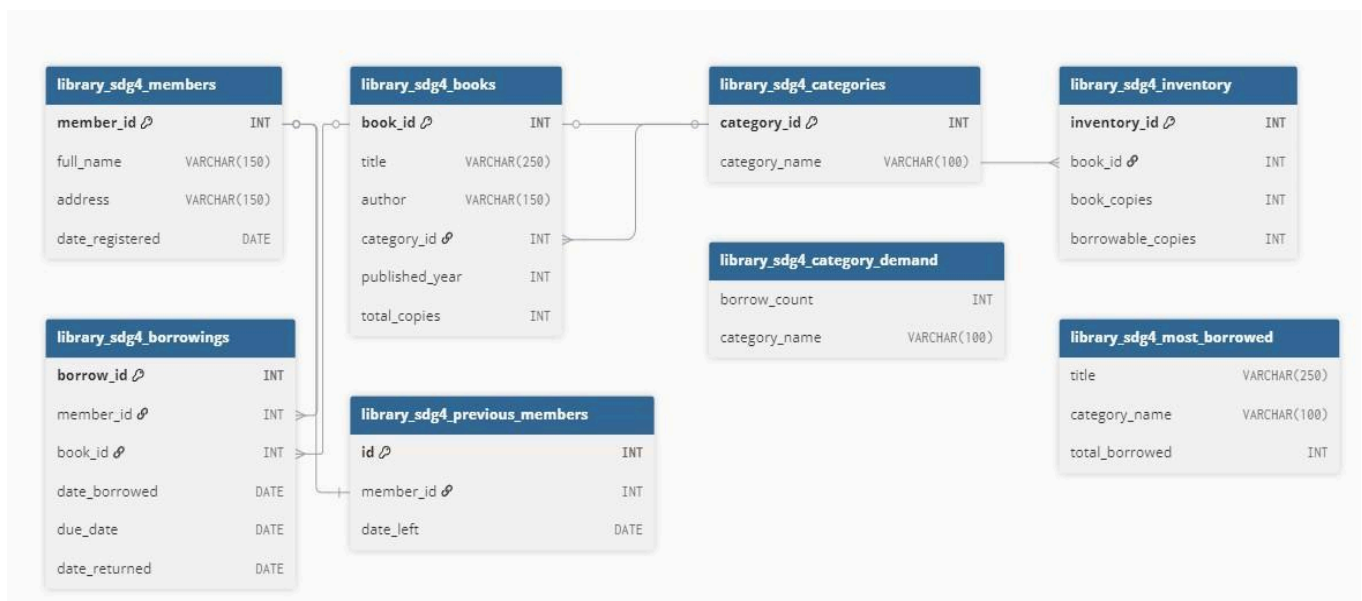 library_sdg4_members
member_id INT
full_name VARCHAR(150)
address VARCHAR(150)
date_registered DATE
library_sdg4_books
book_id INT
title VARCHAR(250)
author VARCHAR(150)
category_id INT
published_year INT
total_copies INT
library_sdg4_categories
category_id INT
category_name VARCHAR(100)
library_sdg4_inventory
inventory_id INT
book_id INT
book_copies INT
borrowable_copies INT
library_sdg4_category_demand
borrow_count INT
category_name VARCHAR(100)
library_sdg4_borrowings
borrow_id INT
member_id INT
book_id INT
date_borrowed DATE
due_date DATE
date_returned DATE
library_sdg4_previous_members
id INT
member_id INT
date_left DATE
library_sdg4_most_borrowed
title VARCHAR(250)
category_name VARCHAR(100)
total_borrowed INT